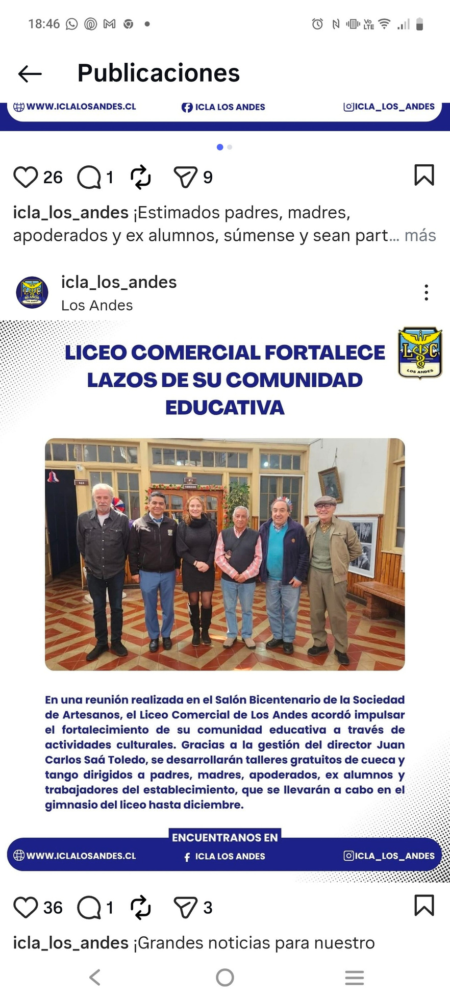 18:46
Vo
LTE
Publicaciones
WWW.ICLALOSANDES.CL ICLA LOS ANDES ICLA_LOS_ANDES
26 1 9
icla_los_andes ¡Estimados padres, madres,
apoderados y ex alumnos, súmense y sean part... más
icla_los_andes
Los Andes
L C
80 AÑOS
LOS ANDES
LICEO COMERCIAL FORTALECE
LAZOS DE SU COMUNIDAD
EDUCATIVA
L C
LOS ANDES
En una reunión realizada en el Salón Bicentenario de la Sociedad
de Artesanos, el Liceo Comercial de Los Andes acordó impulsar
el fortalecimiento de su comunidad educativa a través de
actividades culturales. Gracias a la gestión del director Juan
Carlos Saá Toledo, se desarrollarán talleres gratuitos de cueca y
tango dirigidos a padres, madres, apoderados, ex alumnos y
trabajadores del establecimiento, que se llevarán a cabo en el
gimnasio del liceo hasta diciembre.
ENCUENTRANOS EN
WWW.ICLALOSANDES.CL ICLA LOS ANDES ICLA_LOS_ANDES
36 1 3
icla_los_andes ¡Grandes noticias para nuestro